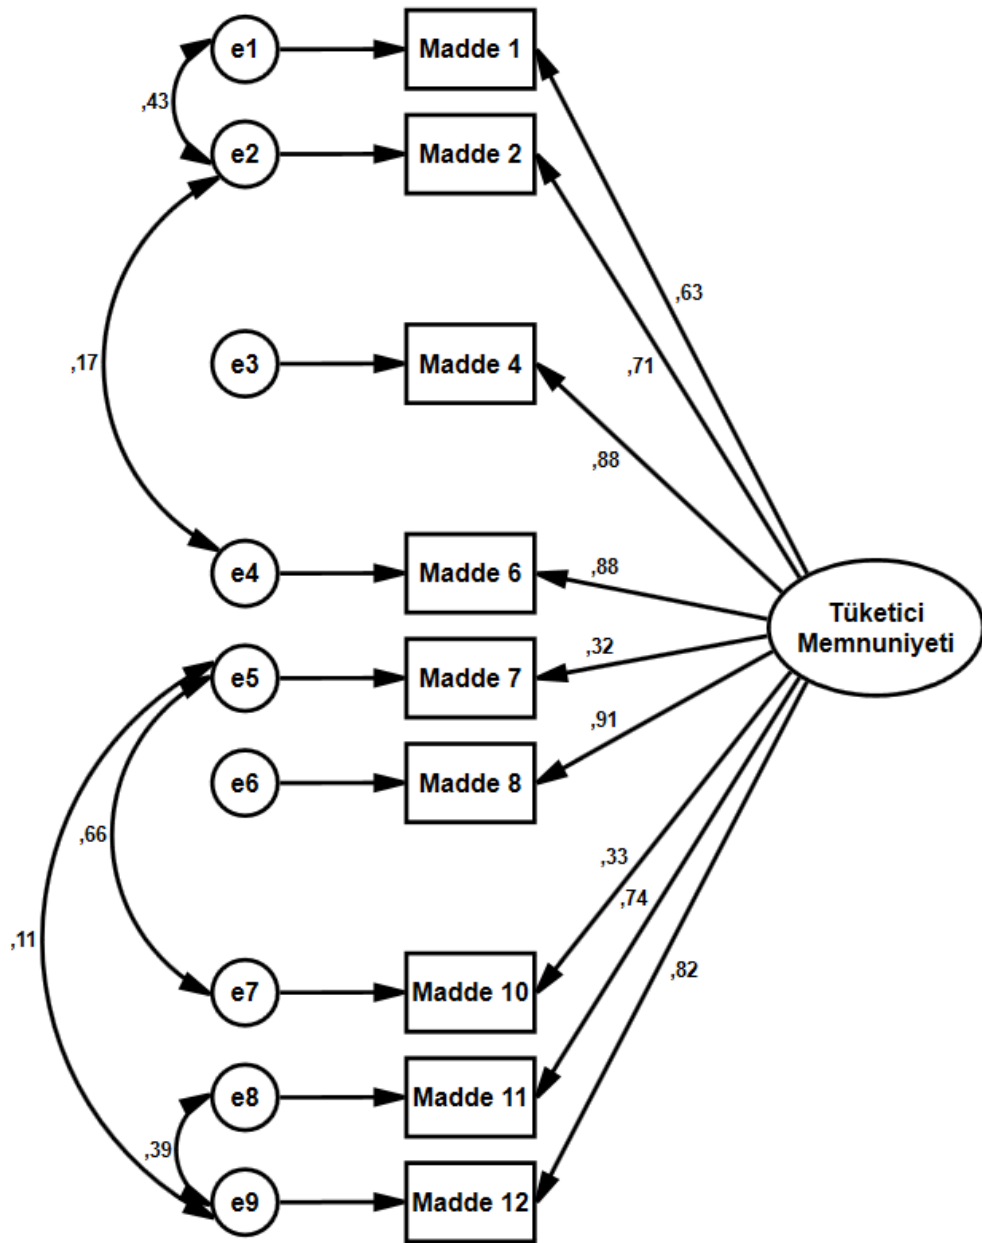 e1
Madde 1
,43
e2
Madde 2
,63
,17
e3
Madde 4
,71
,88
e4
Madde 6
,88
Tüketici
Memnuniyeti
e5
Madde 7
,32
e6
Madde 8
,91
,66
,33
,74
,11
e7
Madde 10
,82
e8
Madde 11
,39
e9
Madde 12